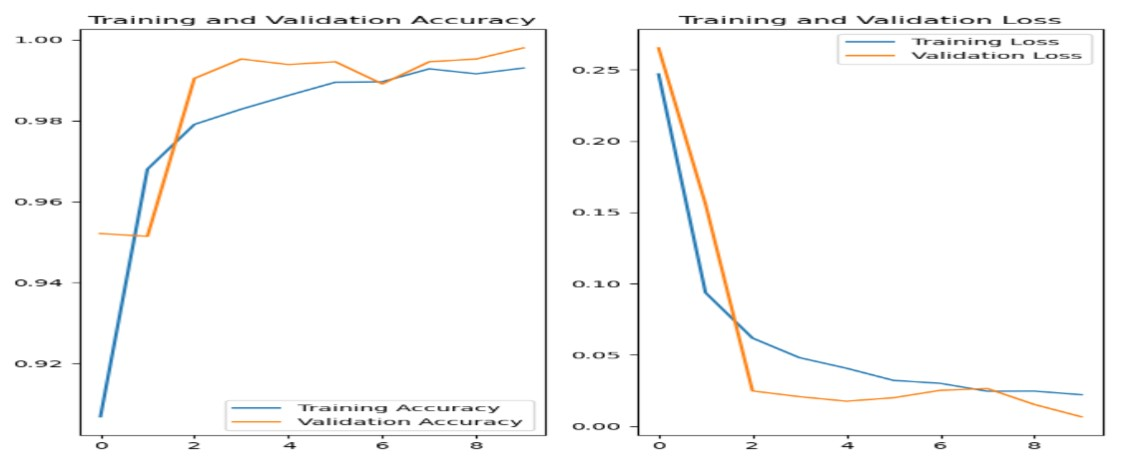 Training and Validation Accuracy
1.00
0.98
0.96
0.94
0.92
Training Accuracy
Validation Accuracy
0 2 4 6 8
Training and Validation Loss
Training Loss
Validation Loss
0.25
0.20
0.15
0.10
0.05
0.00
0 2 4 6 8